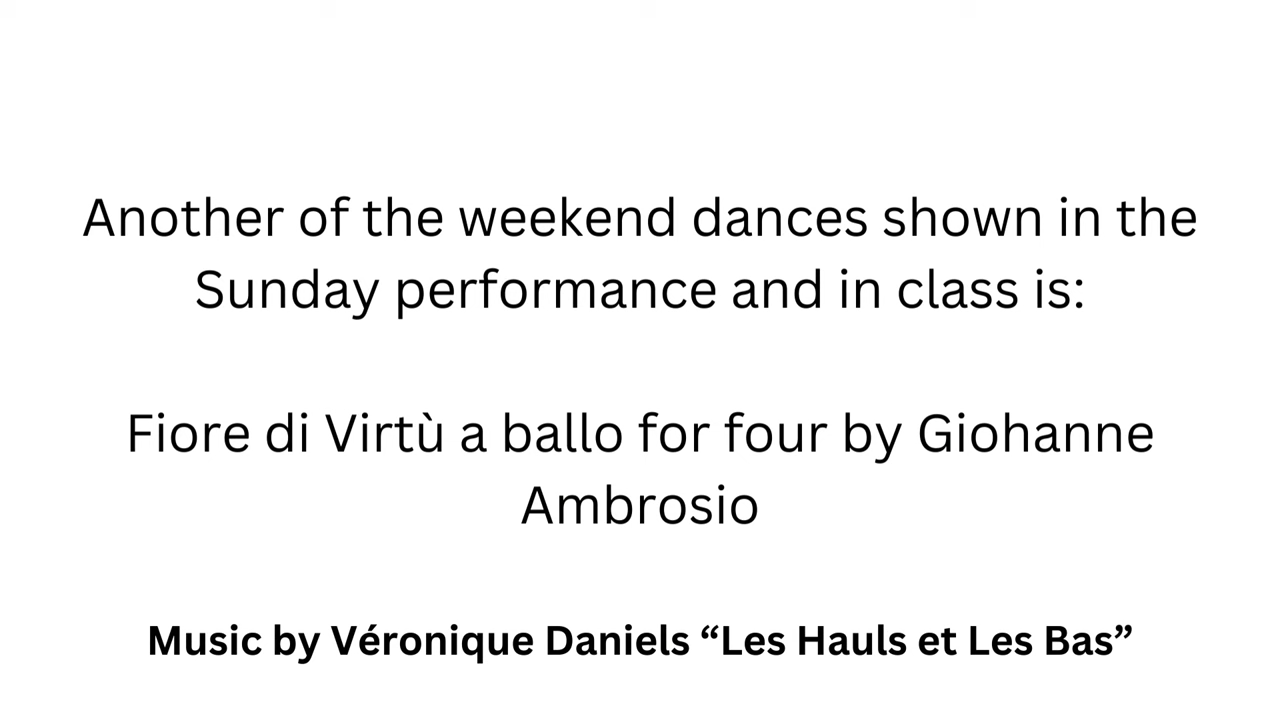 Another of the weekend dances shown in the
Sunday performance and in class is:
Fiore di Virtù a ballo for four by Giohanne
Ambrosio
Music by Véronique Daniels “Les Hauls et Les Bas”